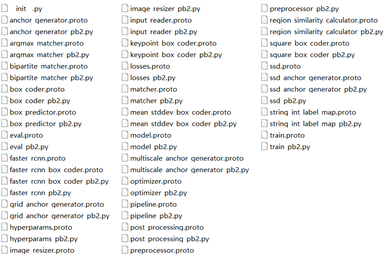 __init__.py
anchor_generator.proto
anchor_generator_pb2.py
argmax_matcher.proto
argmax_matcher_pb2.py
bipartite_matcher.proto
bipartite_matcher_pb2.py
box_coder.proto
box_coder_pb2.py
box_predictor.proto
box_predictor_pb2.py
eval.proto
eval_pb2.py
faster_rcnn.proto
faster_rcnn_box_coder.proto
faster_rcnn_box_coder_pb2.py
faster_rcnn_pb2.py
grid_anchor_generator.proto
grid_anchor_generator_pb2.py
hyperparams.proto
hyperparams_pb2.py
image_resizer.proto
image_resizer_pb2.py
input_reader.proto
input_reader_pb2.py
keypoint_box_coder.proto
keypoint_box_coder_pb2.py
losses.proto
losses_pb2.py
matcher.proto
matcher_pb2.py
mean_stddev_box_coder.proto
mean_stddev_box_coder_pb2.py
model.proto
model_pb2.py
multiscale_anchor_generator.proto
multiscale_anchor_generator_pb2.py
optimizer.proto
optimizer_pb2.py
pipeline.proto
pipeline_pb2.py
post_processing.proto
post_processing_pb2.py
preprocessor.proto
preprocessor_pb2.py
region_similarity_calculator.proto
region_similarity_calculator_pb2.py
square_box_coder.proto
square_box_coder_pb2.py
ssd.proto
ssd_anchor_generator.proto
ssd_anchor_generator_pb2.py
ssd_pb2.py
string_int_label_map.proto
string_int_label_map_pb2.py
train.proto
train_pb2.py